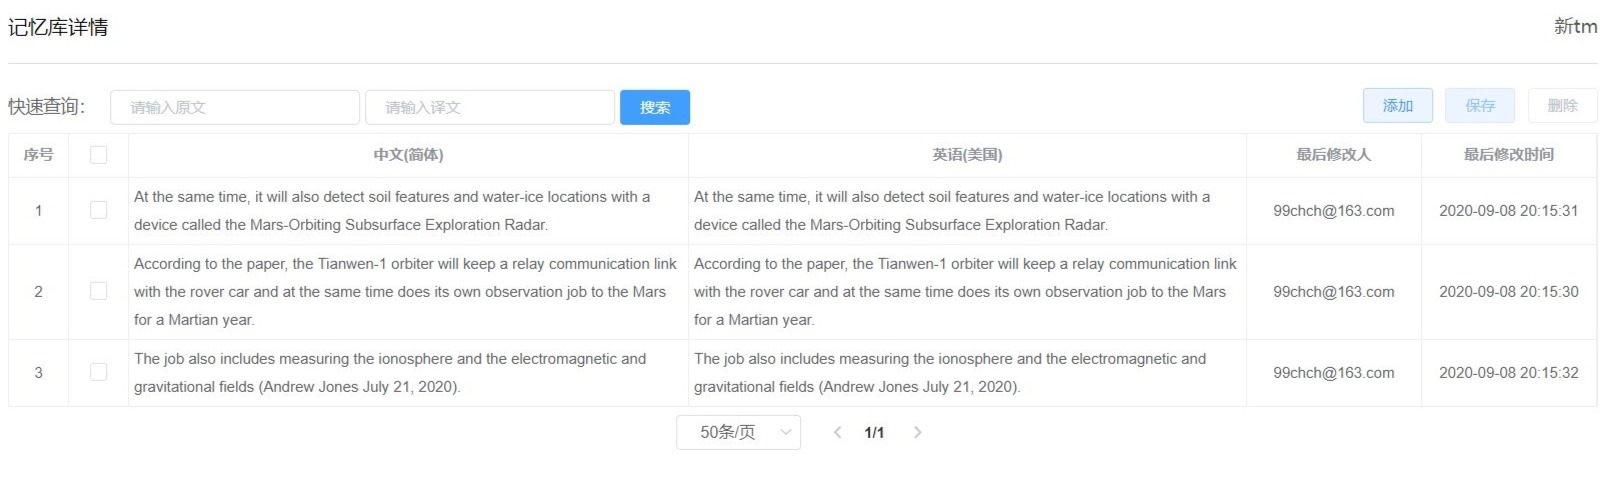 记忆库详情 新tm
快速查询： 请输入原文 请输入译文 搜索 添加 保存 删除
序号 中文(简体) 英语(美国) 最后修改人 最后修改时间
1
At the same time, it will also detect soil features and water-ice locations with a
device called the Mars-Orbiting Subsurface Exploration Radar.
At the same time, it will also detect soil features and water-ice locations with a
device called the Mars-Orbiting Subsurface Exploration Radar.
99chch@163.com
2020-09-08 20:15:31
2
According to the paper, the Tianwen-1 orbiter will keep a relay communication link
with the rover car and at the same time does its own observation job to the Mars
for a Martian year.
According to the paper, the Tianwen-1 orbiter will keep a relay communication link
with the rover car and at the same time does its own observation job to the Mars
for a Martian year.
99chch@163.com
2020-09-08 20:15:30
3
The job also includes measuring the ionosphere and the electromagnetic and
gravitational fields (Andrew Jones July 21, 2020).
The job also includes measuring the ionosphere and the electromagnetic and
gravitational fields (Andrew Jones July 21, 2020).
99chch@163.com
2020-09-08 20:15:32
50条/页 1/1